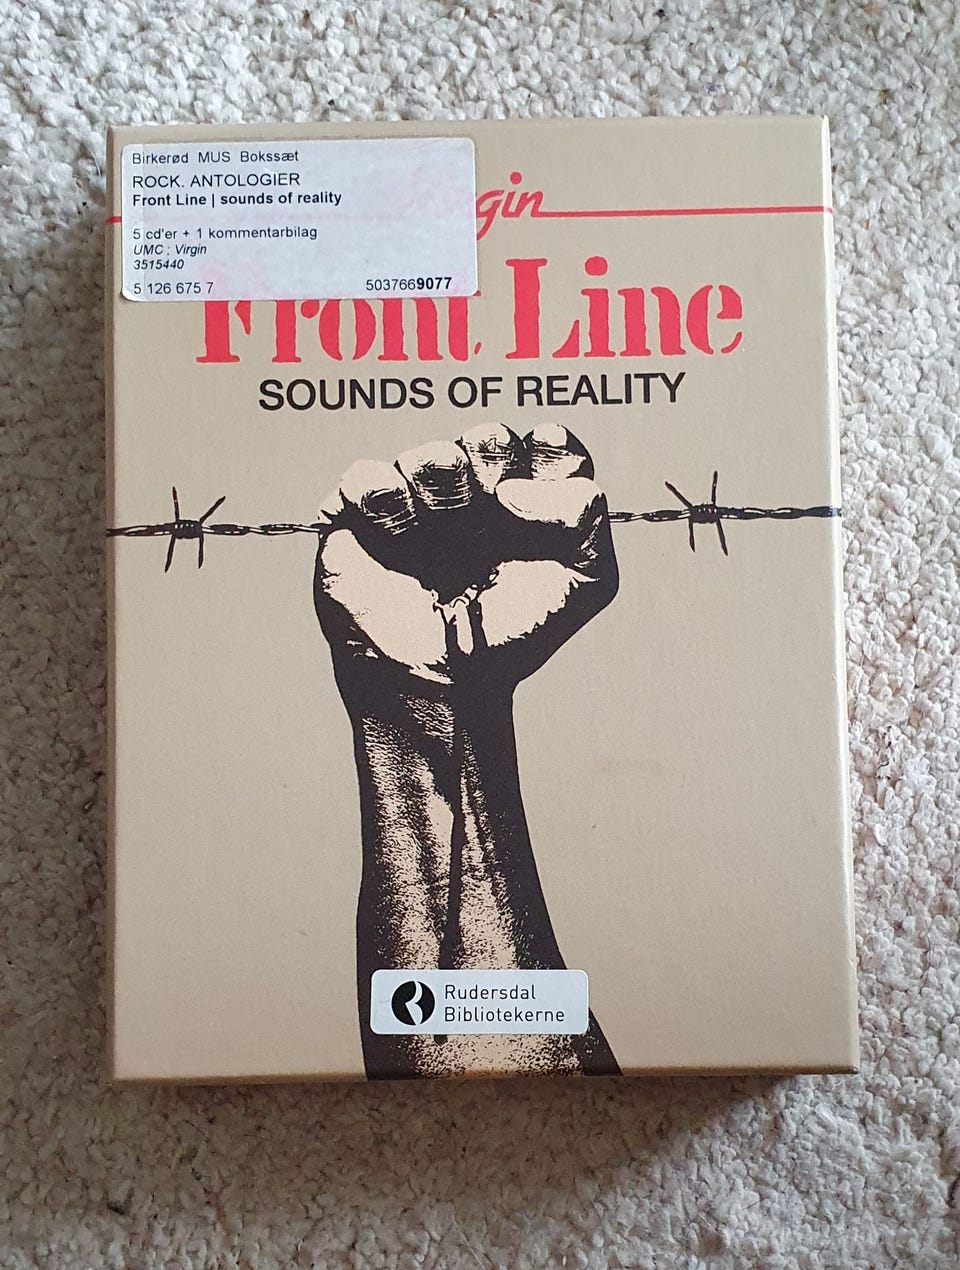 Birkerød MUS Bokssæt
ROCK. ANTOLOGIER
Front Line | sounds of reality
5 cd'er + 1 kommentarbilag
UMC ; Virgin
3515440
5 126 675 7 5037669077
gin
Front Line
SOUNDS OF REALITY
Rudersdal
Bibliotekerne